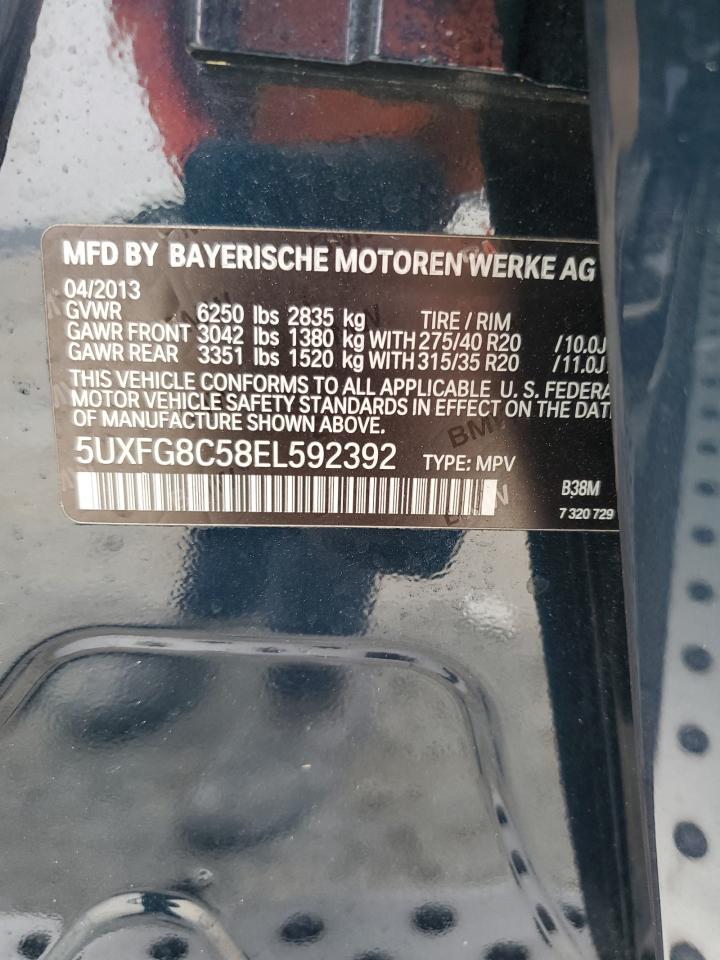 MFD BY BAYERISCHE MOTOREN WERKE AG
04/2013
GVWR 6250 lbs 2835 kg TIRE / RIM
GAWR FRONT 3042 lbs 1380 kg WITH 275/40 R20 /10.0J
GAWR REAR 3351 lbs 1520 kg WITH 315/35 R20 /11.0J
THIS VEHICLE CONFORMS TO ALL APPLICABLE U. S. FEDERA
MOTOR VEHICLE SAFETY STANDARDS IN EFFECT ON THE DAT
OF MANUFACTURE SHOWN ABOVE.
5UXFG8C58EL592392 TYPE: MPV
B38M
7 320 729